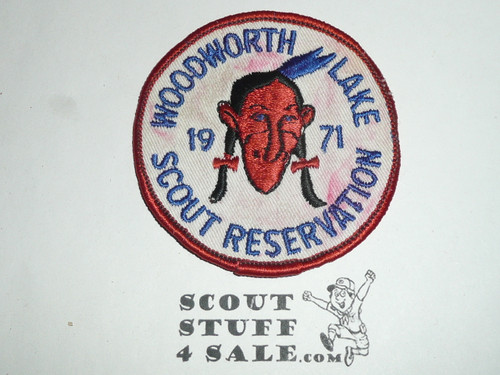 WOODWORTH LAKE
19 71
SCOUT RESERVATION
SCOUT
STUFF
4 SALE.COM